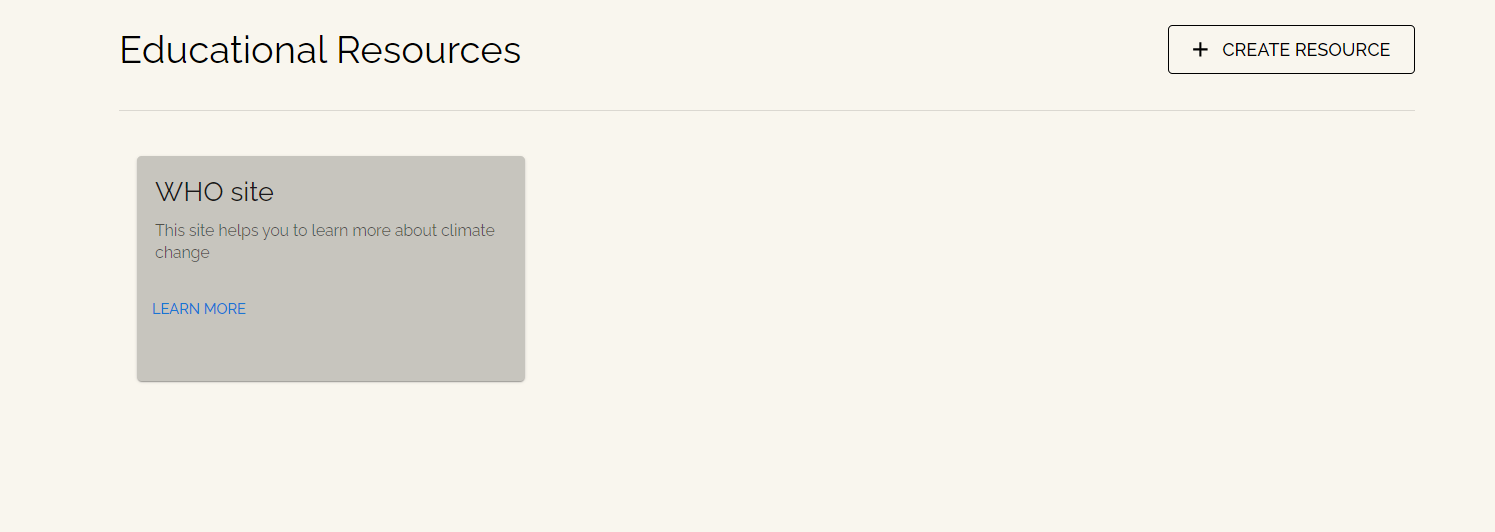 Educational Resources
+ CREATE RESOURCE
WHO site
This site helps you to learn more about climate
change
LEARN MORE